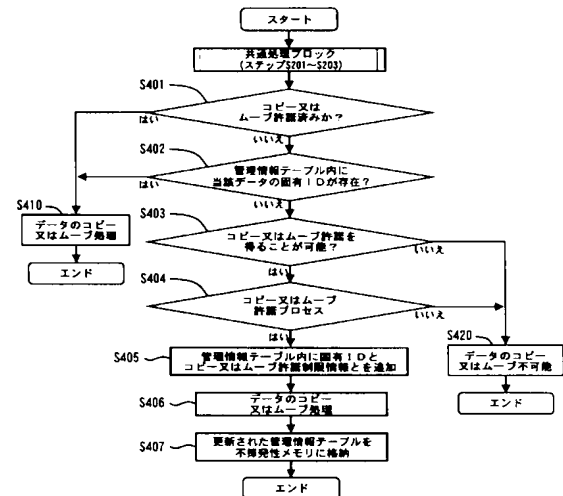 スタート
共通処理ブロック
(ステップS201〜S203)
S401
コピー又は
ムーブ許諾済みか?
はい
いいえ
S402
管理情報テーブル内に
当該データの固有IDが存在?
はい
いいえ
S410
データのコピー
又はムーブ処理
エンド
S403
コピー又はムーブ許諾を
得ることが可能?
いいえ
はい
S404
コピー又はムーブ
許諾プロセス
いいえ
はい
S405
管理情報テーブル内に固有IDと
コピー又はムーブ許諾制限情報とを追加
S420
データのコピー
又はムーブ不可能
エンド
S406
データのコピー
又はムーブ処理
S407
更新された管理情報テーブルを
不揮発性メモリに格納
エンド